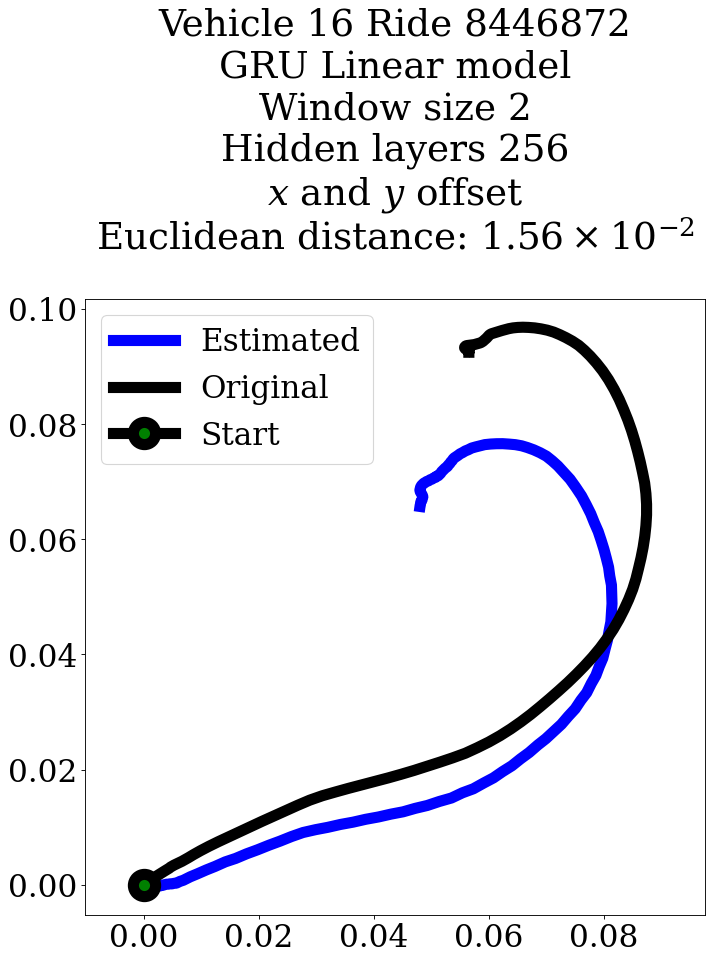 Vehicle 16 Ride 8446872
GRU Linear model
Window size 2
Hidden layers 256
x and y offset
Euclidean distance: 1.56 × 10⁻²
Estimated
Original
Start
0.10
0.08
0.06
0.04
0.02
0.00
0.00 0.02 0.04 0.06 0.08